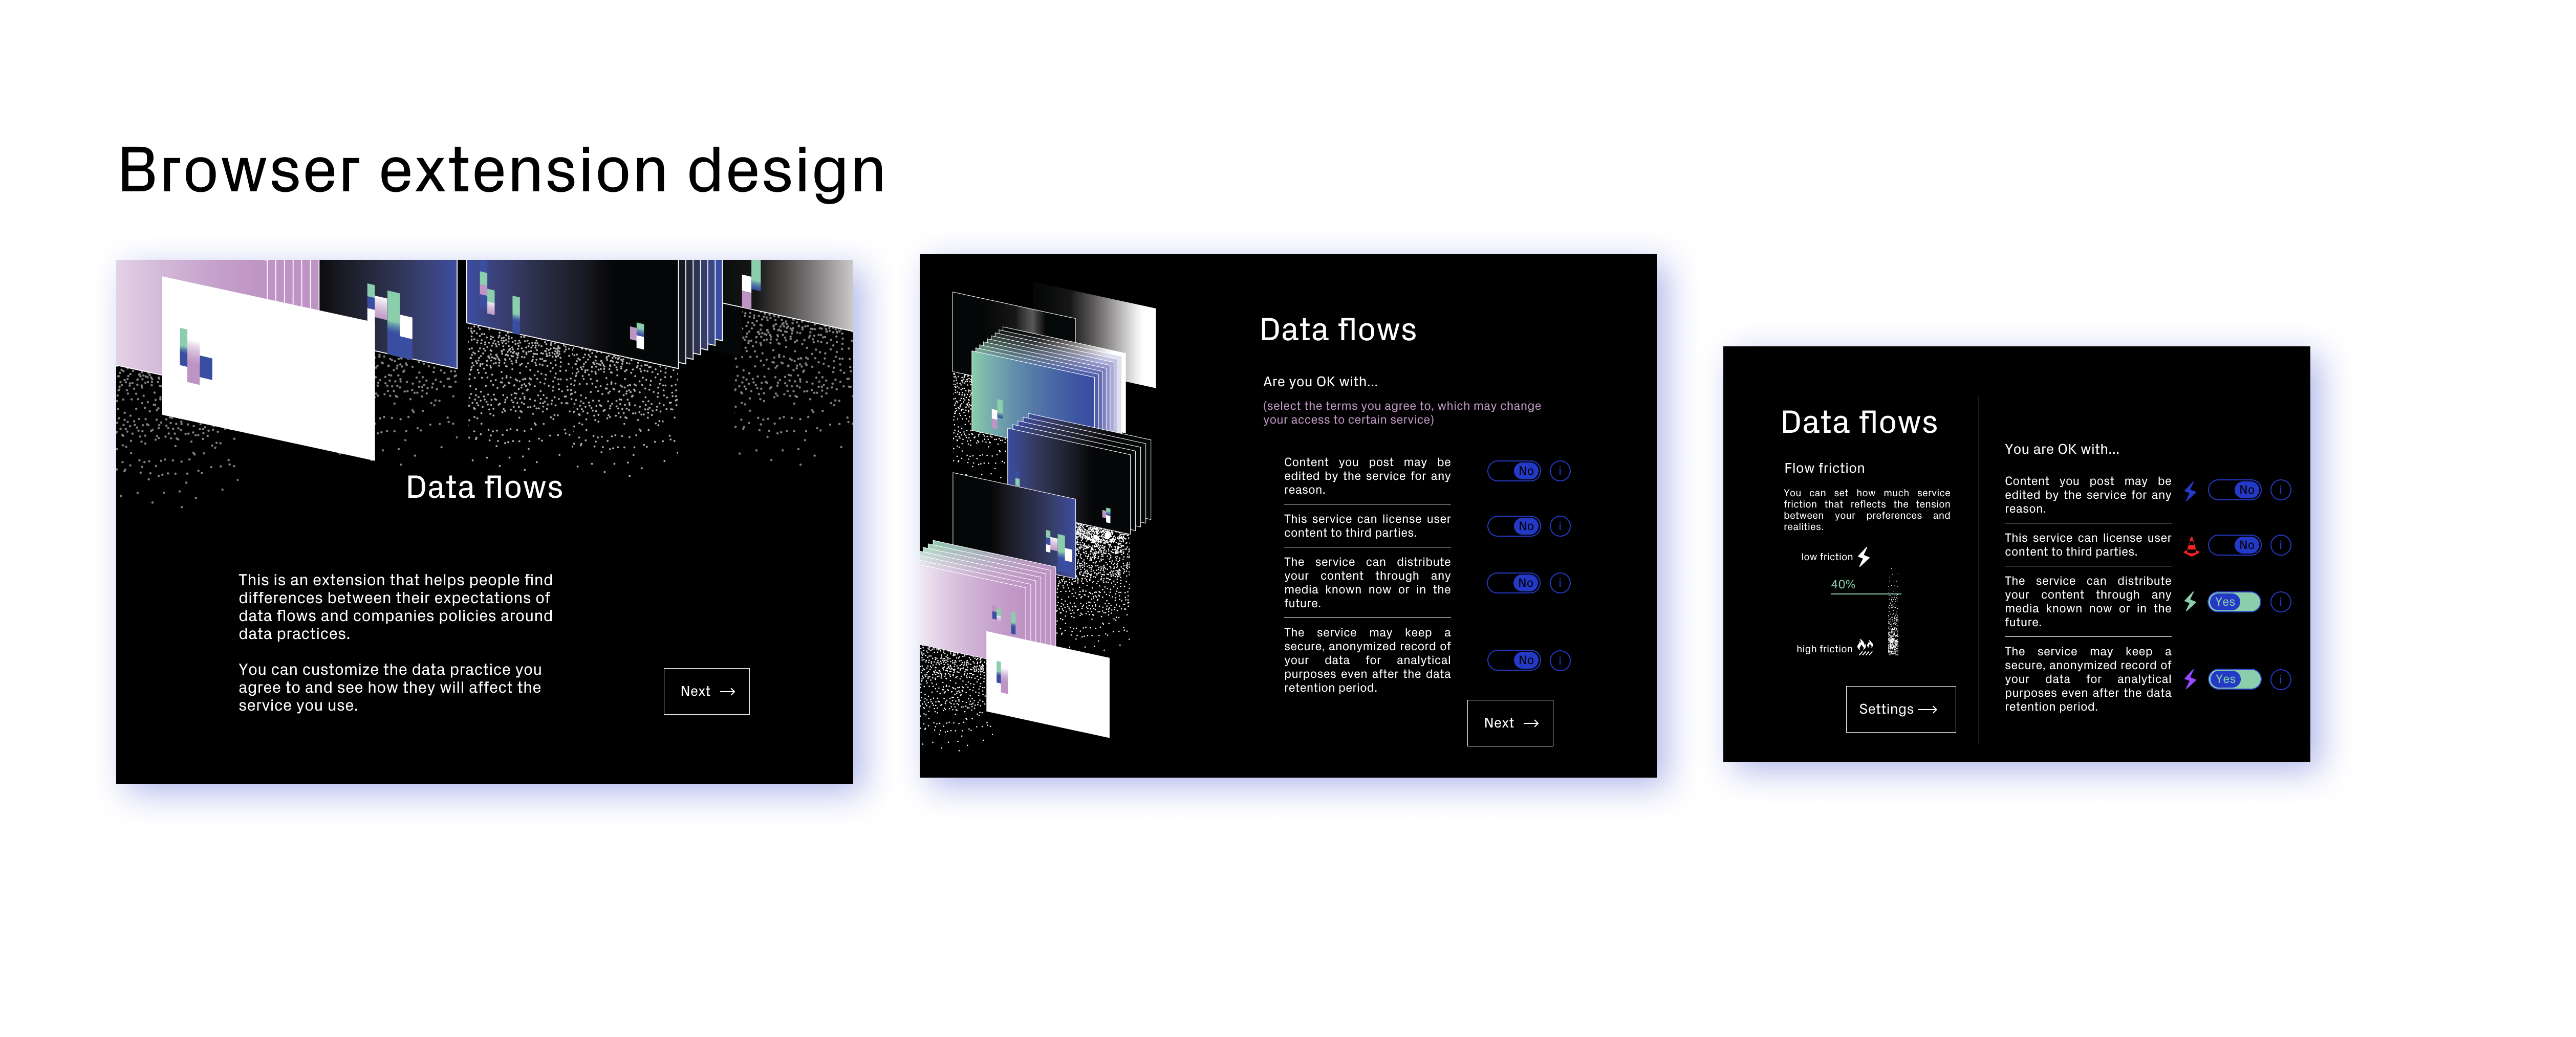 Browser extension design
Data flows
This is an extension that helps people find
differences between their expectations of
data flows and companies policies around
data practices.
You can customize the data practice you
agree to and see how they will affect the
service you use.
Next →
Data flows
Are you OK with...
(select the terms you agree to, which may change
your access to certain service)
Content you post may be
edited by the service for any
reason.
No i
This service can license user
content to third parties.
No i
The service can distribute
your content through any
media known now or in the
future.
No i
The service may keep a
secure, anonymized record of
your data for analytical
purposes even after the data
retention period.
No i
Next →
Data flows
Flow friction
You can set how much service
friction that reflects the tension
between your preferences and
realities.
low friction
40%
high friction
Settings →
You are OK with...
Content you post may be
edited by the service for any
reason.
No i
This service can license user
content to third parties.
No i
The service can distribute
your content through any
media known now or in the
future.
Yes i
The service may keep a
secure, anonymized record of
your data for analytical
purposes even after the data
retention period.
Yes i